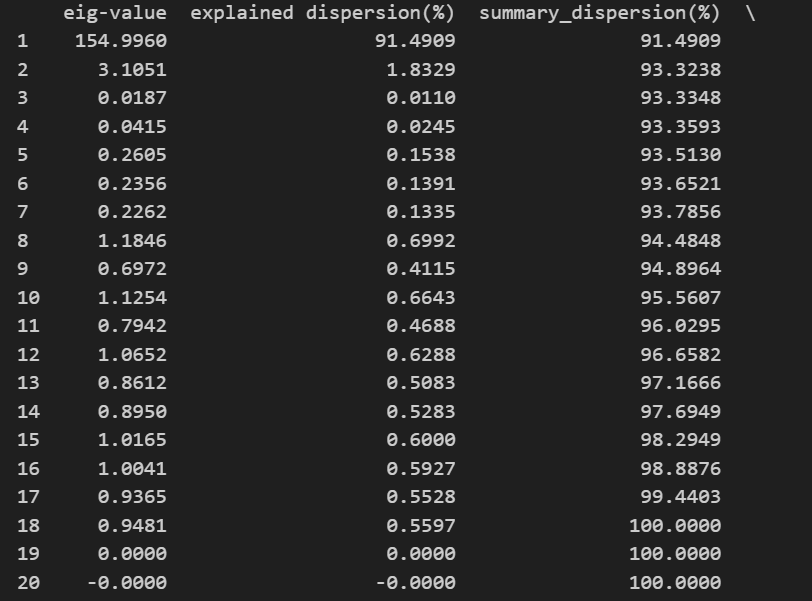 eig-value explained dispersion(%) summary_dispersion(%) \
1 154.9960 91.4909 91.4909
2 3.1051 1.8329 93.3238
3 0.0187 0.0110 93.3348
4 0.0415 0.0245 93.3593
5 0.2605 0.1538 93.5130
6 0.2356 0.1391 93.6521
7 0.2262 0.1335 93.7856
8 1.1846 0.6992 94.4848
9 0.6972 0.4115 94.8964
10 1.1254 0.6643 95.5607
11 0.7942 0.4688 96.0295
12 1.0652 0.6288 96.6582
13 0.8612 0.5083 97.1666
14 0.8950 0.5283 97.6949
15 1.0165 0.6000 98.2949
16 1.0041 0.5927 98.8876
17 0.9365 0.5528 99.4403
18 0.9481 0.5597 100.0000
19 0.0000 0.0000 100.0000
20 -0.0000 -0.0000 100.0000